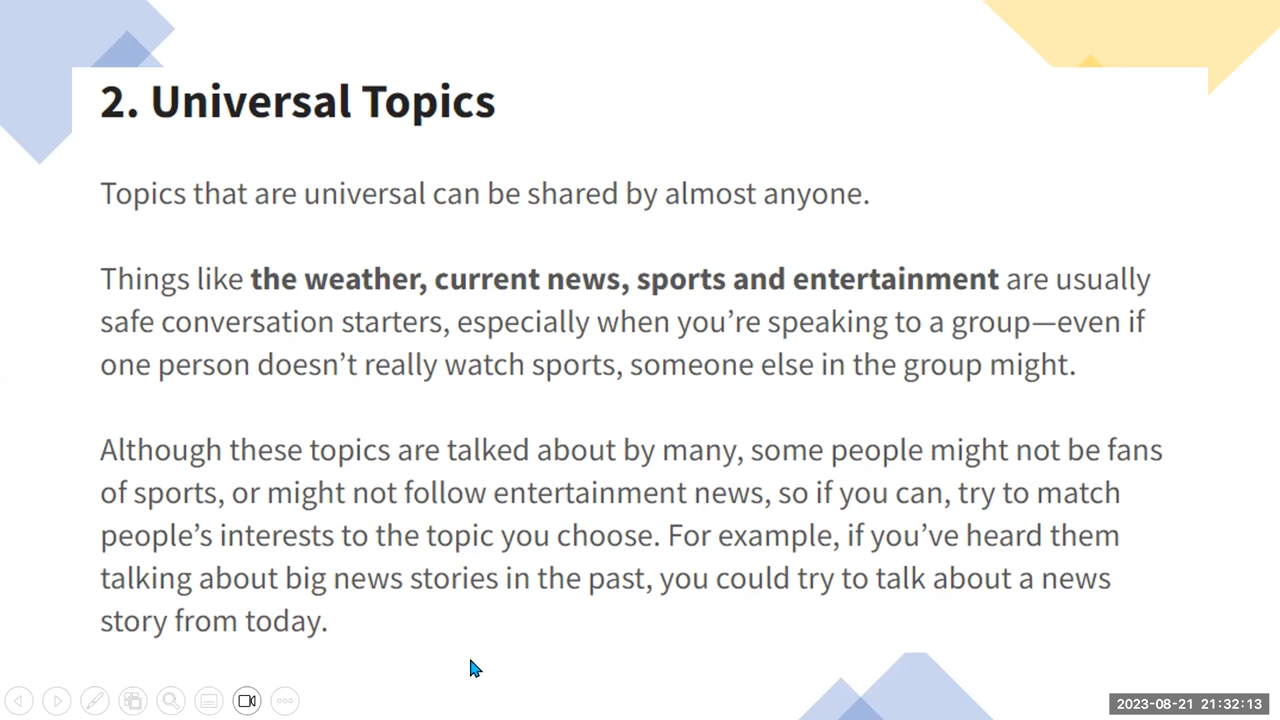 2. Universal Topics
Topics that are universal can be shared by almost anyone.
Things like the weather, current news, sports and entertainment are usually
safe conversation starters, especially when you’re speaking to a group—even if
one person doesn’t really watch sports, someone else in the group might.
Although these topics are talked about by many, some people might not be fans
of sports, or might not follow entertainment news, so if you can, try to match
people’s interests to the topic you choose. For example, if you’ve heard them
talking about big news stories in the past, you could try to talk about a news
story from today.
2023-08-21 21:32:13